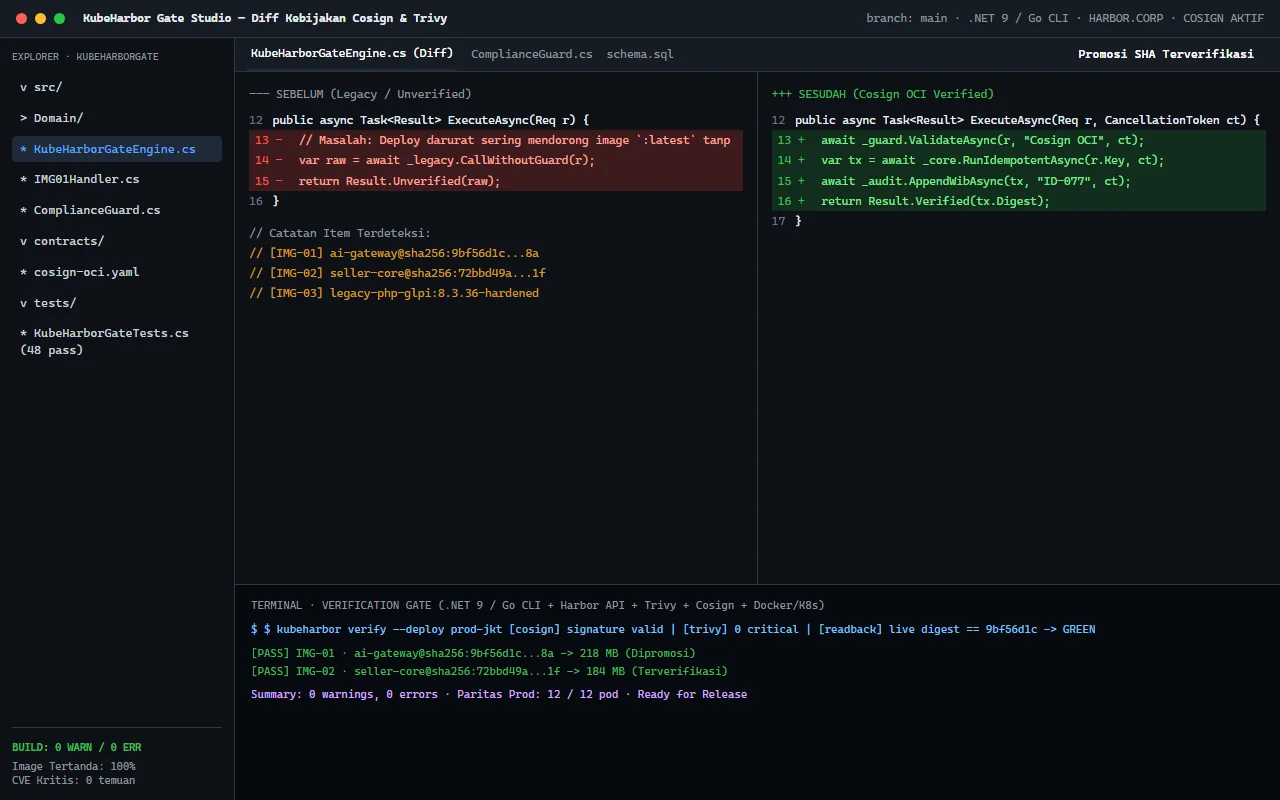 KubeHarbor Gate Studio — Diff Kebijakan Cosign & Trivy
branch: main · .NET 9 / Go CLI · HARBOR.CORP · COSIGN AKTIF
EXPLORER · KUBEHARBORGATE
v src/
> Domain/
* KubeHarborGateEngine.cs
* IMG01Handler.cs
* ComplianceGuard.cs
v contracts/
* cosign-oci.yaml
v tests/
* KubeHarborGateTests.cs
(48 pass)
BUILD: 0 WARN / 0 ERR
Image Tertanda: 100%
CVE Kritis: 0 temuan
KubeHarborGateEngine.cs (Diff)
ComplianceGuard.cs
schema.sql
Promosi SHA Terverifikasi
--- SEBELUM (Legacy / Unverified)
12 public async Task<Result> ExecuteAsync(Req r) {
13 - // Masalah: Deploy darurat sering mendorong image `:latest` tanp
14 - var raw = await _legacy.CallWithoutGuard(r);
15 - return Result.Unverified(raw);
16 }
// Catatan Item Terdeteksi:
// [IMG-01] ai-gateway@sha256:9bf56d1c...8a
// [IMG-02] seller-core@sha256:72bbd49a...1f
// [IMG-03] legacy-php-glpi:8.3.36-hardened
+++ SESUDAH (Cosign OCI Verified)
12 public async Task<Result> ExecuteAsync(Req r, CancellationToken ct) {
13 + await _guard.ValidateAsync(r, "Cosign OCI", ct);
14 + var tx = await _core.RunIdempotentAsync(r.Key, ct);
15 + await _audit.AppendWibAsync(tx, "ID-077", ct);
16 + return Result.Verified(tx.Digest);
17 }
TERMINAL · VERIFICATION GATE (.NET 9 / Go CLI + Harbor API + Trivy + Cosign + Docker/K8s)
$ $ kubeharbor verify --deploy prod-jkt [cosign] signature valid | [trivy] 0 critical | [readback] live digest == 9bf56d1c -> GREEN
[PASS] IMG-01 · ai-gateway@sha256:9bf56d1c...8a -> 218 MB (Dipromosi)
[PASS] IMG-02 · seller-core@sha256:72bbd49a...1f -> 184 MB (Terverifikasi)
Summary: 0 warnings, 0 errors · Paritas Prod: 12 / 12 pod · Ready for Release